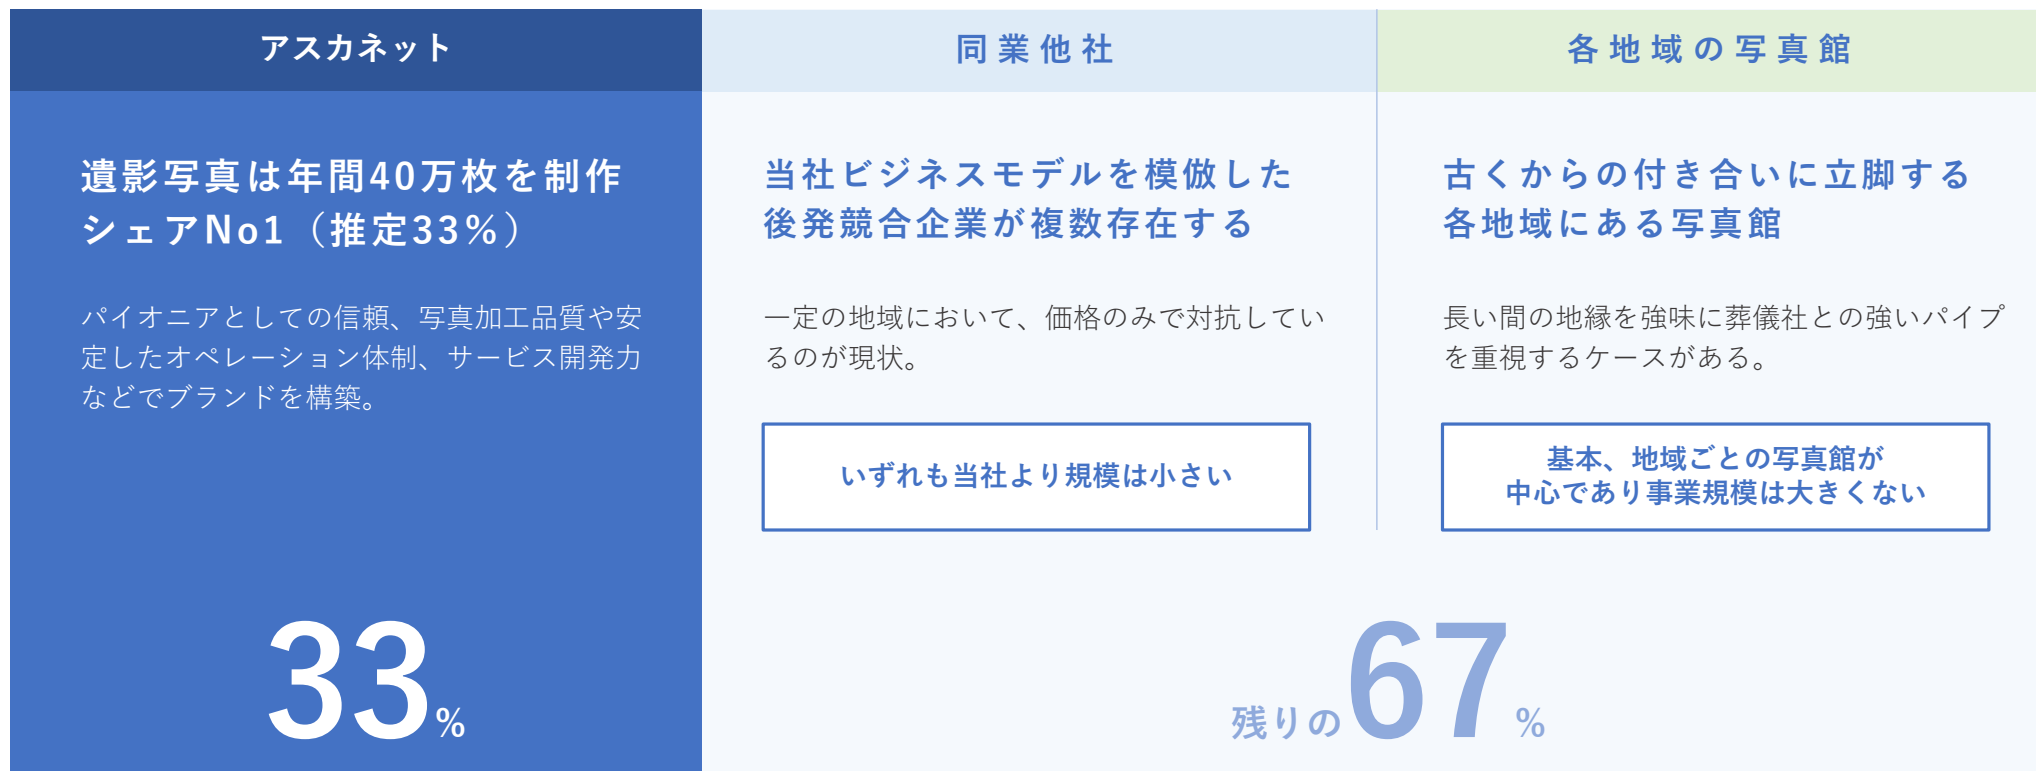 アスカネット
遺影写真は年間40万枚を制作
シェアNo1（推定33%）
パイオニアとしての信頼、写真加工品質や安
定したオペレーション体制、サービス開発力
などでブランドを構築。
33%
同業他社
当社ビジネスモデルを模倣した
後発競合企業が複数存在する
一定の地域において、価格のみで対抗してい
るのが現状。
いずれも当社より規模は小さい
各地域の写真館
古くからの付き合いに立脚する
各地域にある写真館
長い間の地縁を強味に葬儀社との強いパイプ
を重視するケースがある。
基本、地域ごとの写真館が
中心であり事業規模は大きくない
残りの67%